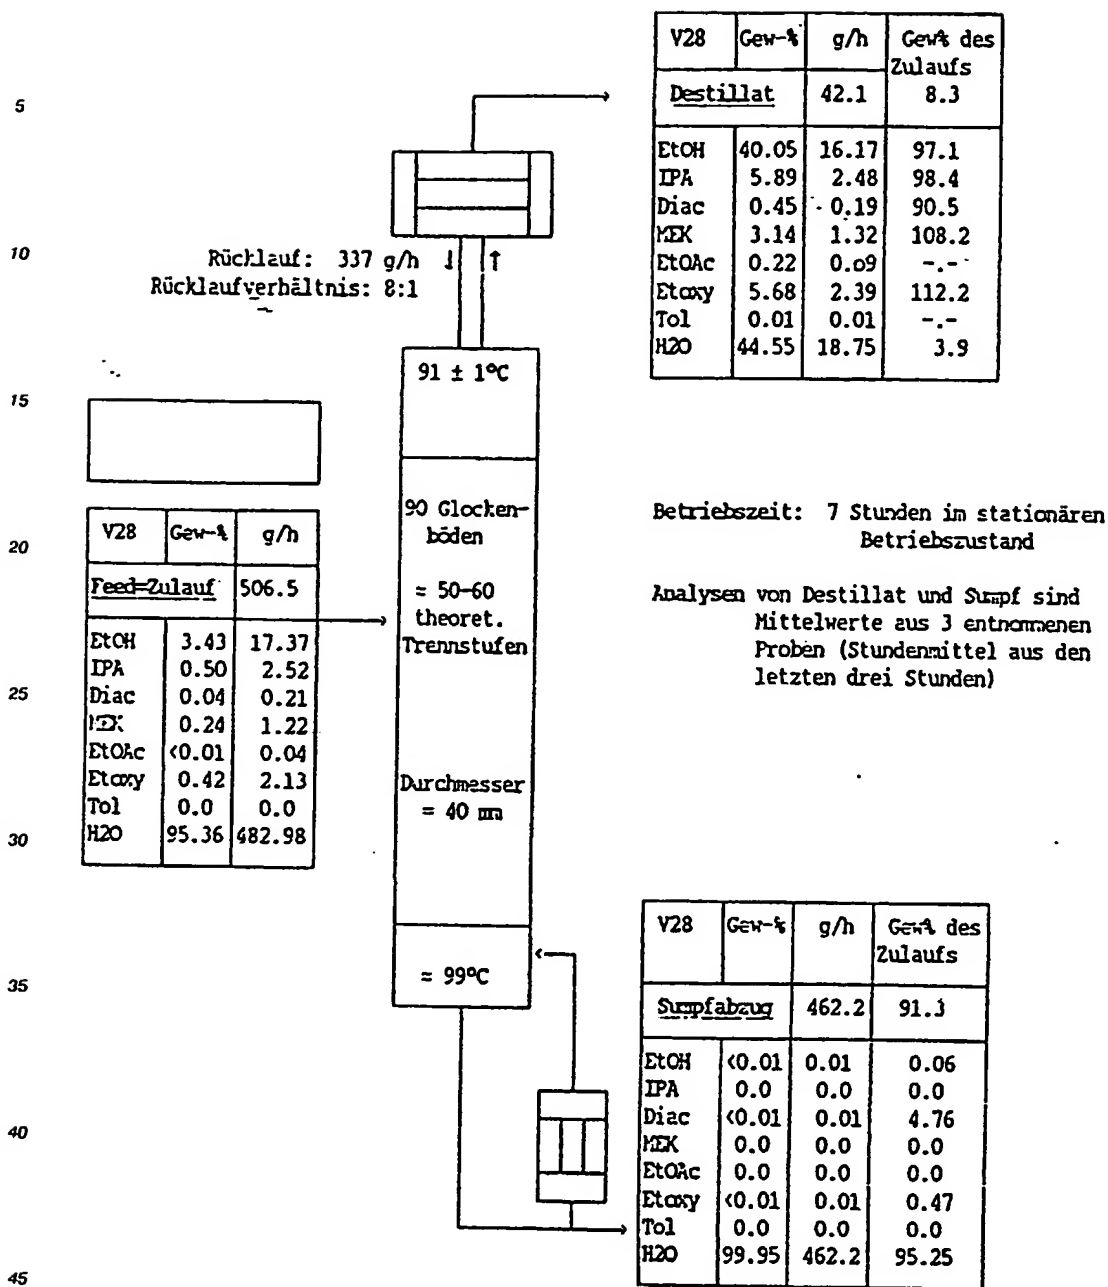 V28 Gew-% g/h Gew% des Zulaufs
Destillat 42.1 8.3
EtOH 40.05 16.17 97.1
IPA 5.89 2.48 98.4
Diac 0.45 0.19 90.5
MEK 3.14 1.32 108.2
EtOAc 0.22 0.o9 -.-
Etoxy 5.68 2.39 112.2
Tol 0.01 0.01 -.-
H2O 44.55 18.75 3.9
5
10
15
20
25
30
35
40
45
Rücklauf: 337 g/h
Rücklaufverhältnis: 8:1
91 ± 1°C
90 Glocken-
böden
= 50-60
theoret.
Trennstufen
Durchmesser
= 40 mm
≈ 99°C
V28 Gew-% g/h
Feed=Zulauf 506.5
EtOH 3.43 17.37
IPA 0.50 2.52
Diac 0.04 0.21
MEK 0.24 1.22
EtOAc <0.01 0.04
Etoxy 0.42 2.13
Tol 0.0 0.0
H2O 95.36 482.98
Betriebszeit: 7 Stunden im stationären
Betriebszustand
Analysen von Destillat und Sumpf sind
Mittelwerte aus 3 entnommenen
Proben (Stundenmittel aus den
letzten drei Stunden)
V28 Gew-% g/h Gew% des Zulaufs
Sumpfabzug 462.2 91.3
EtOH <0.01 0.01 0.06
IPA 0.0 0.0 0.0
Diac <0.01 0.01 4.76
MEK 0.0 0.0 0.0
EtOAc 0.0 0.0 0.0
Etoxy <0.01 0.01 0.47
Tol 0.0 0.0 0.0
H2O 99.95 462.2 95.25